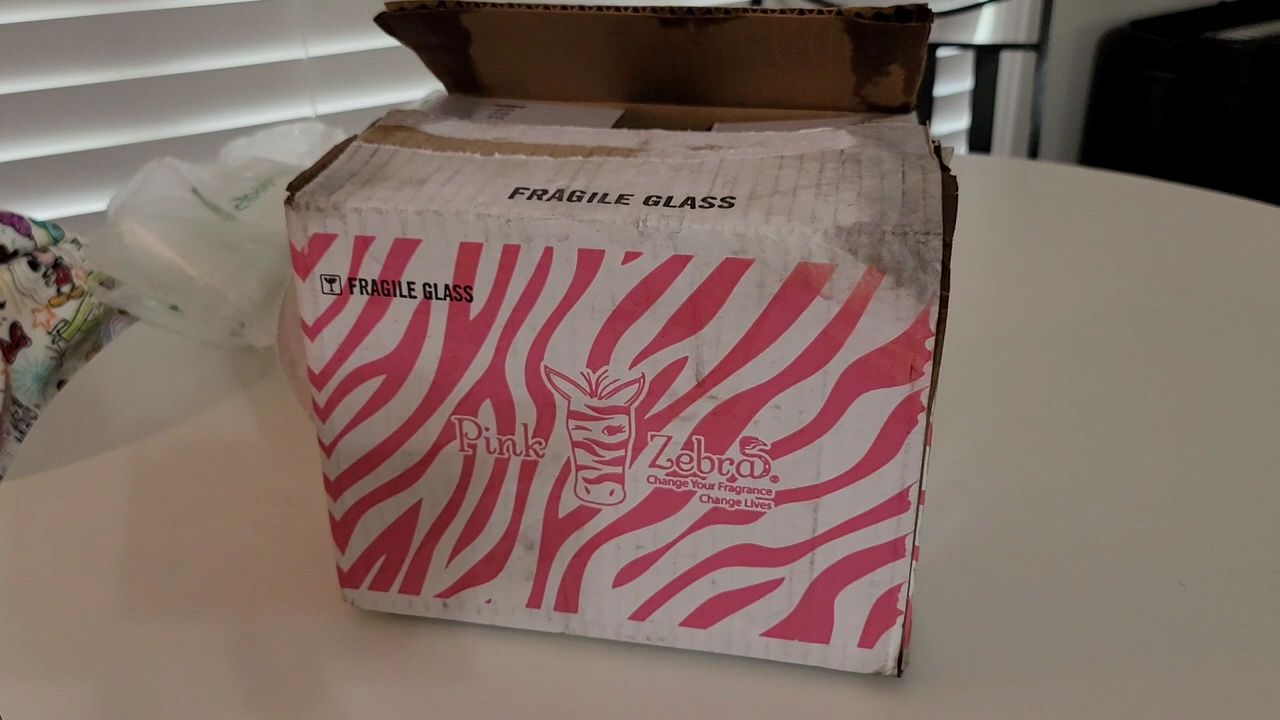 FRAGILE GLASS
FRAGILE GLASS
Pink Zebra®
Change Your Fragrance
Change Lives